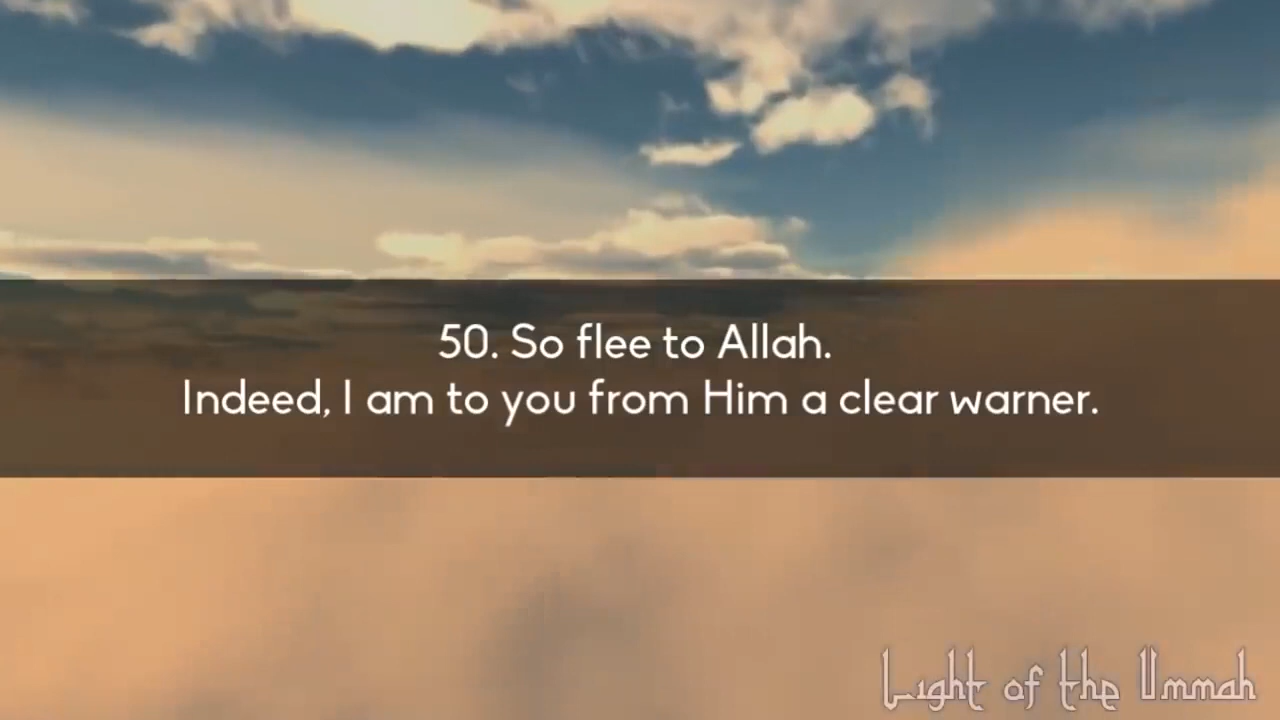 50. So flee to Allah.
Indeed, I am to you from Him a clear warner.
Light of the Ummah